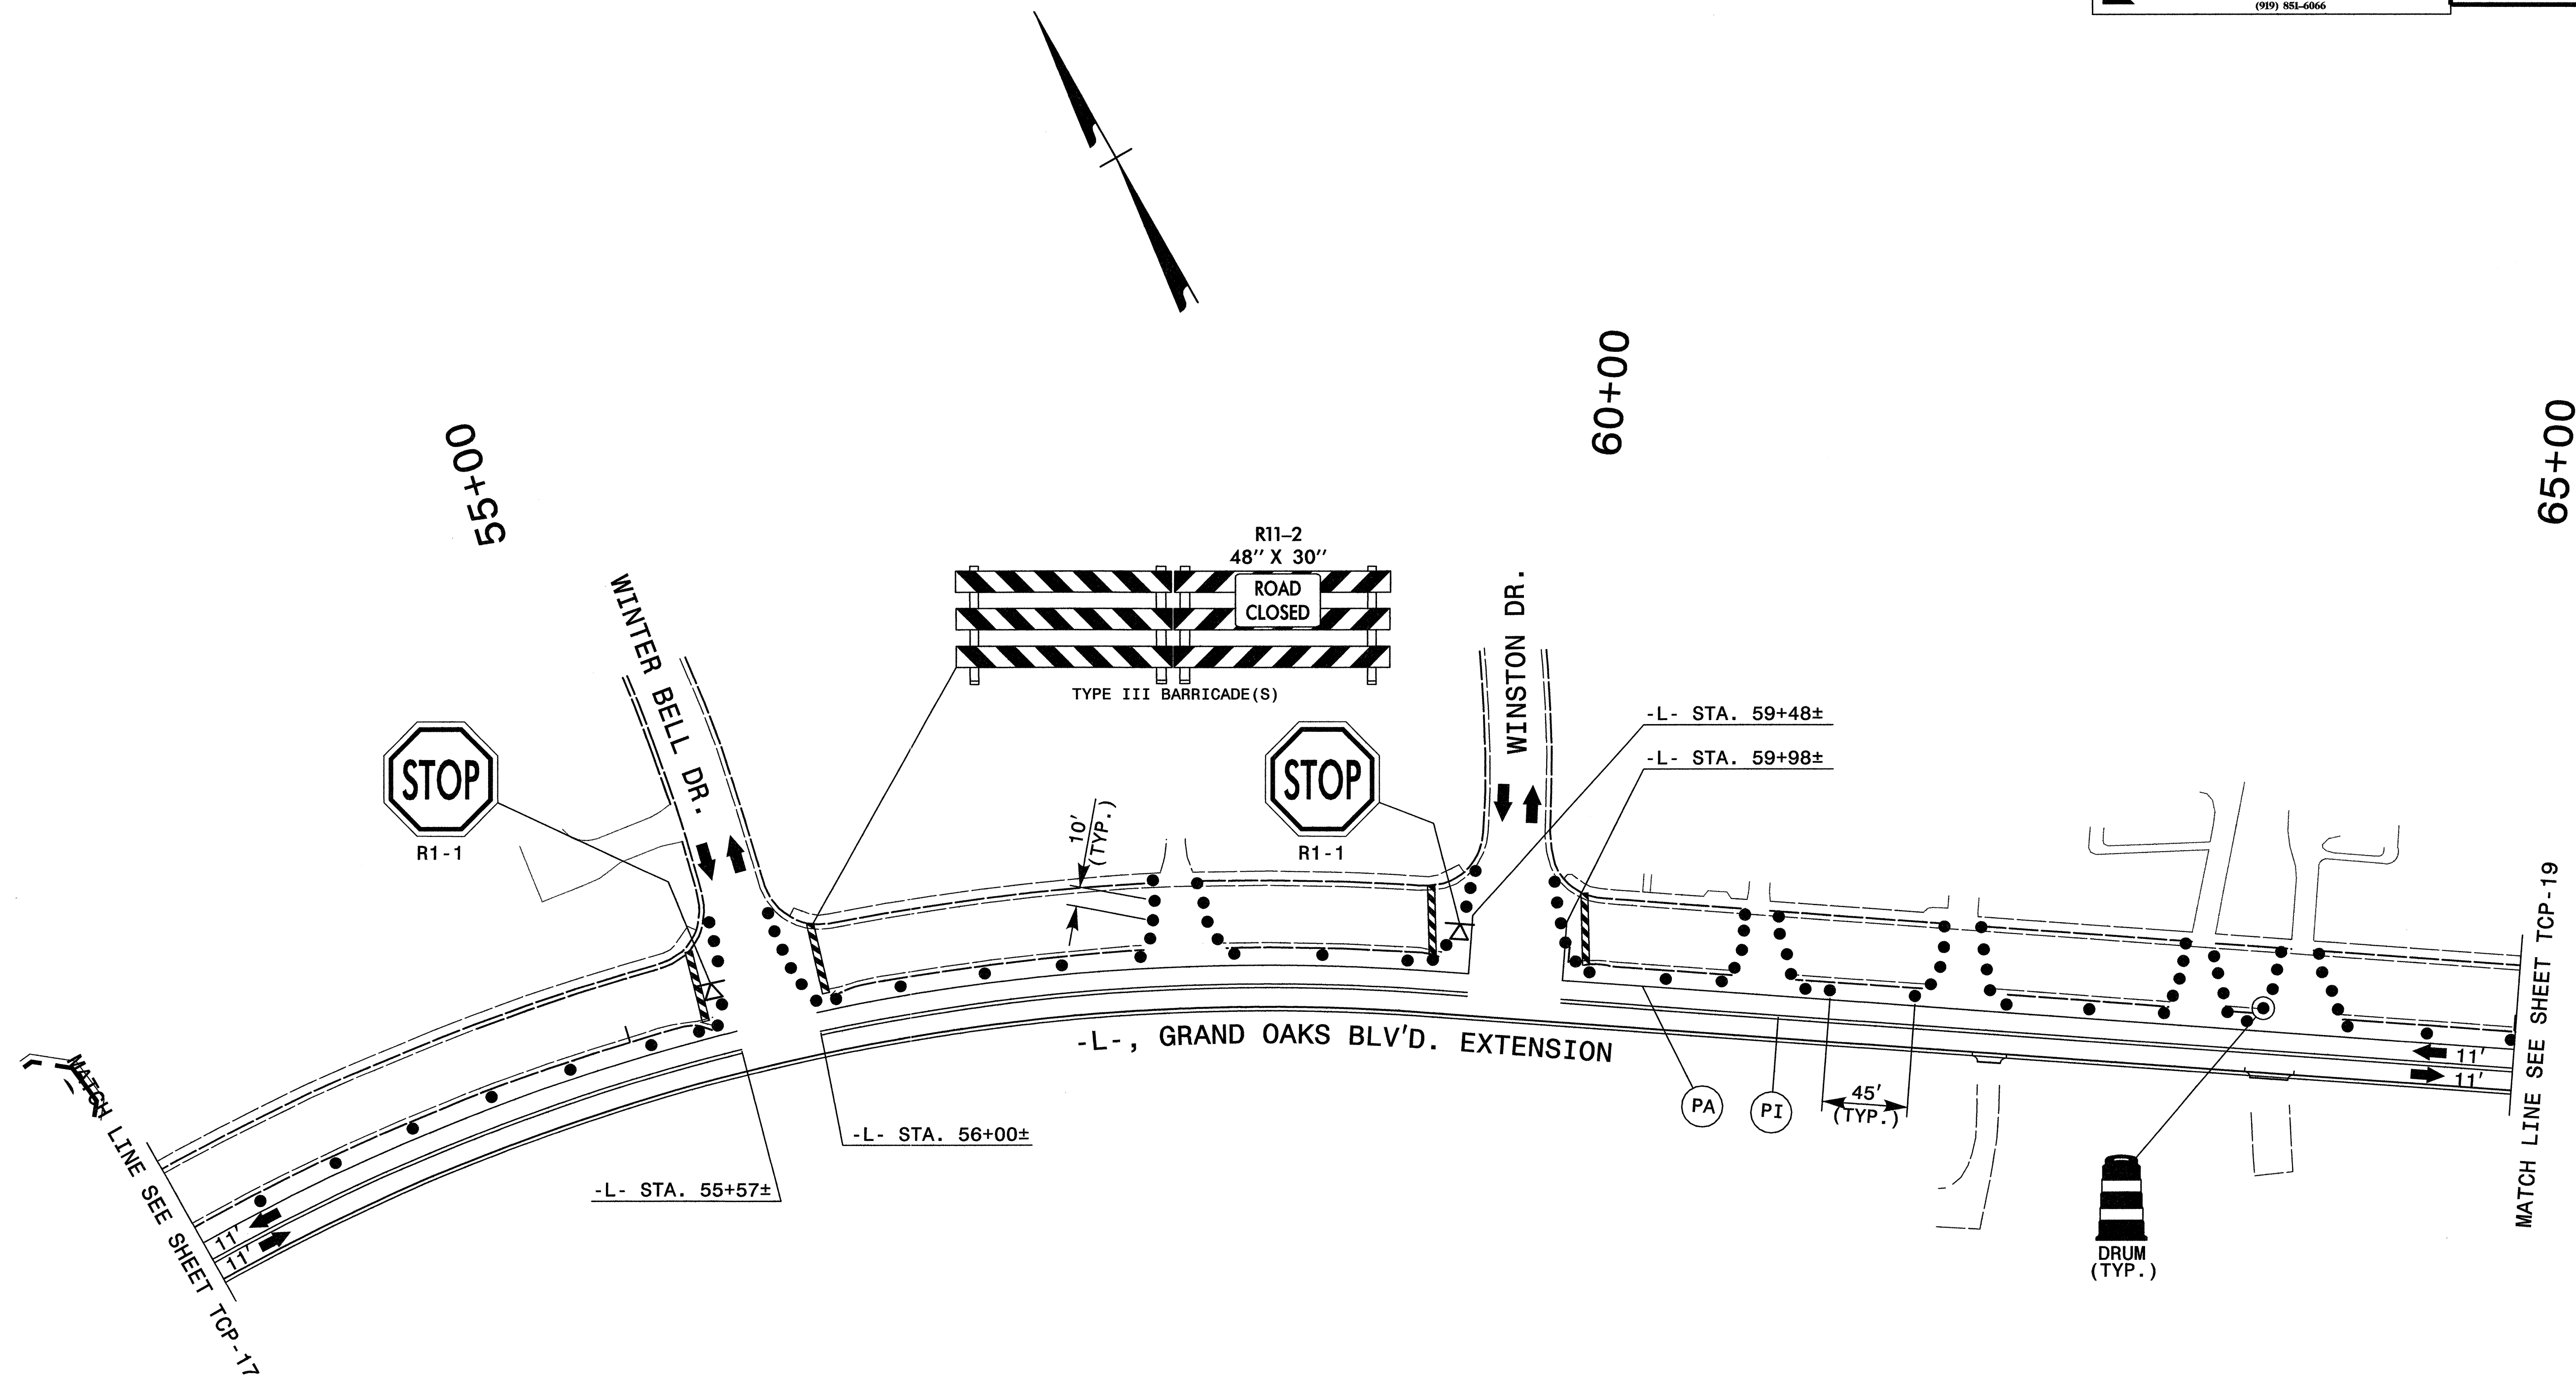 (919) 851-6066
60+00
65+00
55+00
R11-2
48" X 30"
ROAD
CLOSED
TYPE III BARRICADE(S)
WINTER BELL DR.
WINSTON DR.
-L- STA. 59+48±
-L- STA. 59+98±
STOP
R1-1
STOP
R1-1
10'
(TYP.)
-L-, GRAND OAKS BLV'D. EXTENSION
11'
11'
PA
PI
45'
(TYP.)
-L- STA. 56+00±
-L- STA. 55+57±
11'
11'
DRUM
(TYP.)
MATCH LINE SEE SHEET TCP-17
MATCH LINE SEE SHEET TCP-19